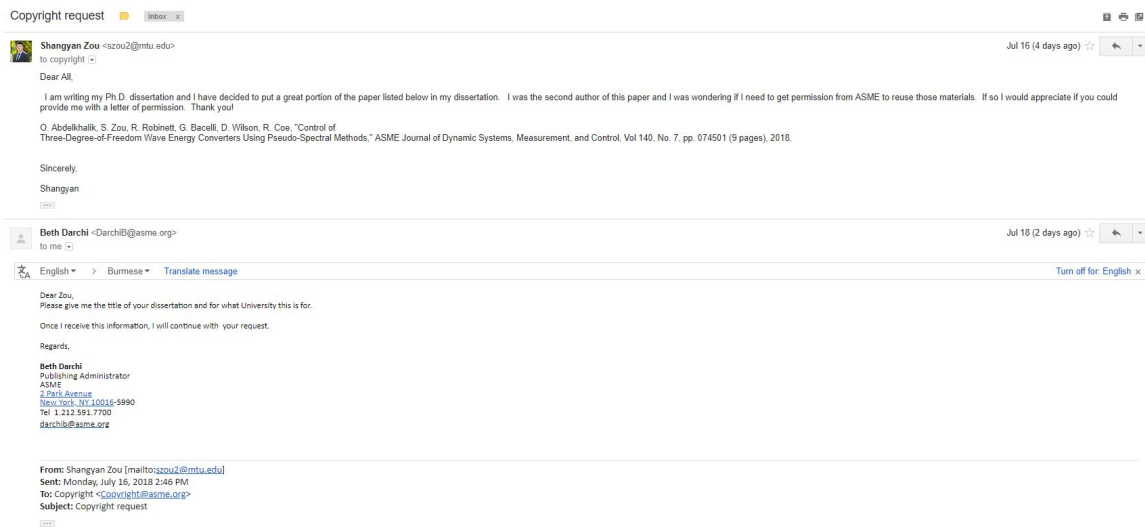 Copyright request
Inbox x
Shangyan Zou <szou2@mtu.edu>
Jul 16 (4 days ago)
to copyright
Dear All,
I am writing my Ph.D. dissertation and I have decided to put a great portion of the paper listed below in my dissertation. I was the second author of this paper and I was wondering if I need to get permission from ASME to reuse those materials. If so I would appreciate if you could
provide me with a letter of permission. Thank you!
O. Abdelkhalik, S. Zou, R. Robinett, G. Bacelli, D. Wilson, R. Coe, "Control of
Three-Degree-of-Freedom Wave Energy Converters Using Pseudo-Spectral Methods," ASME Journal of Dynamic Systems, Measurement, and Control, Vol 140, No. 7, pp. 074501 (9 pages), 2018.
Sincerely,
Shangyan
...
Beth Darchi <DarchiB@asme.org>
Jul 18 (2 days ago)
to me
English > Burmese Translate message
Turn off for: English x
Dear Zou,
Please give me the title of your dissertation and for what University this is for.
Once I receive this information, I will continue with your request.
Regards,
Beth Darchi
Publishing Administrator
ASME
2 Park Avenue
New York, NY 10016-5990
Tel 1.212.591.7700
darchib@asme.org
From: Shangyan Zou [mailto:szou2@mtu.edu]
Sent: Monday, July 16, 2018 2:46 PM
To: Copyright <Copyright@asme.org>
Subject: Copyright request
...